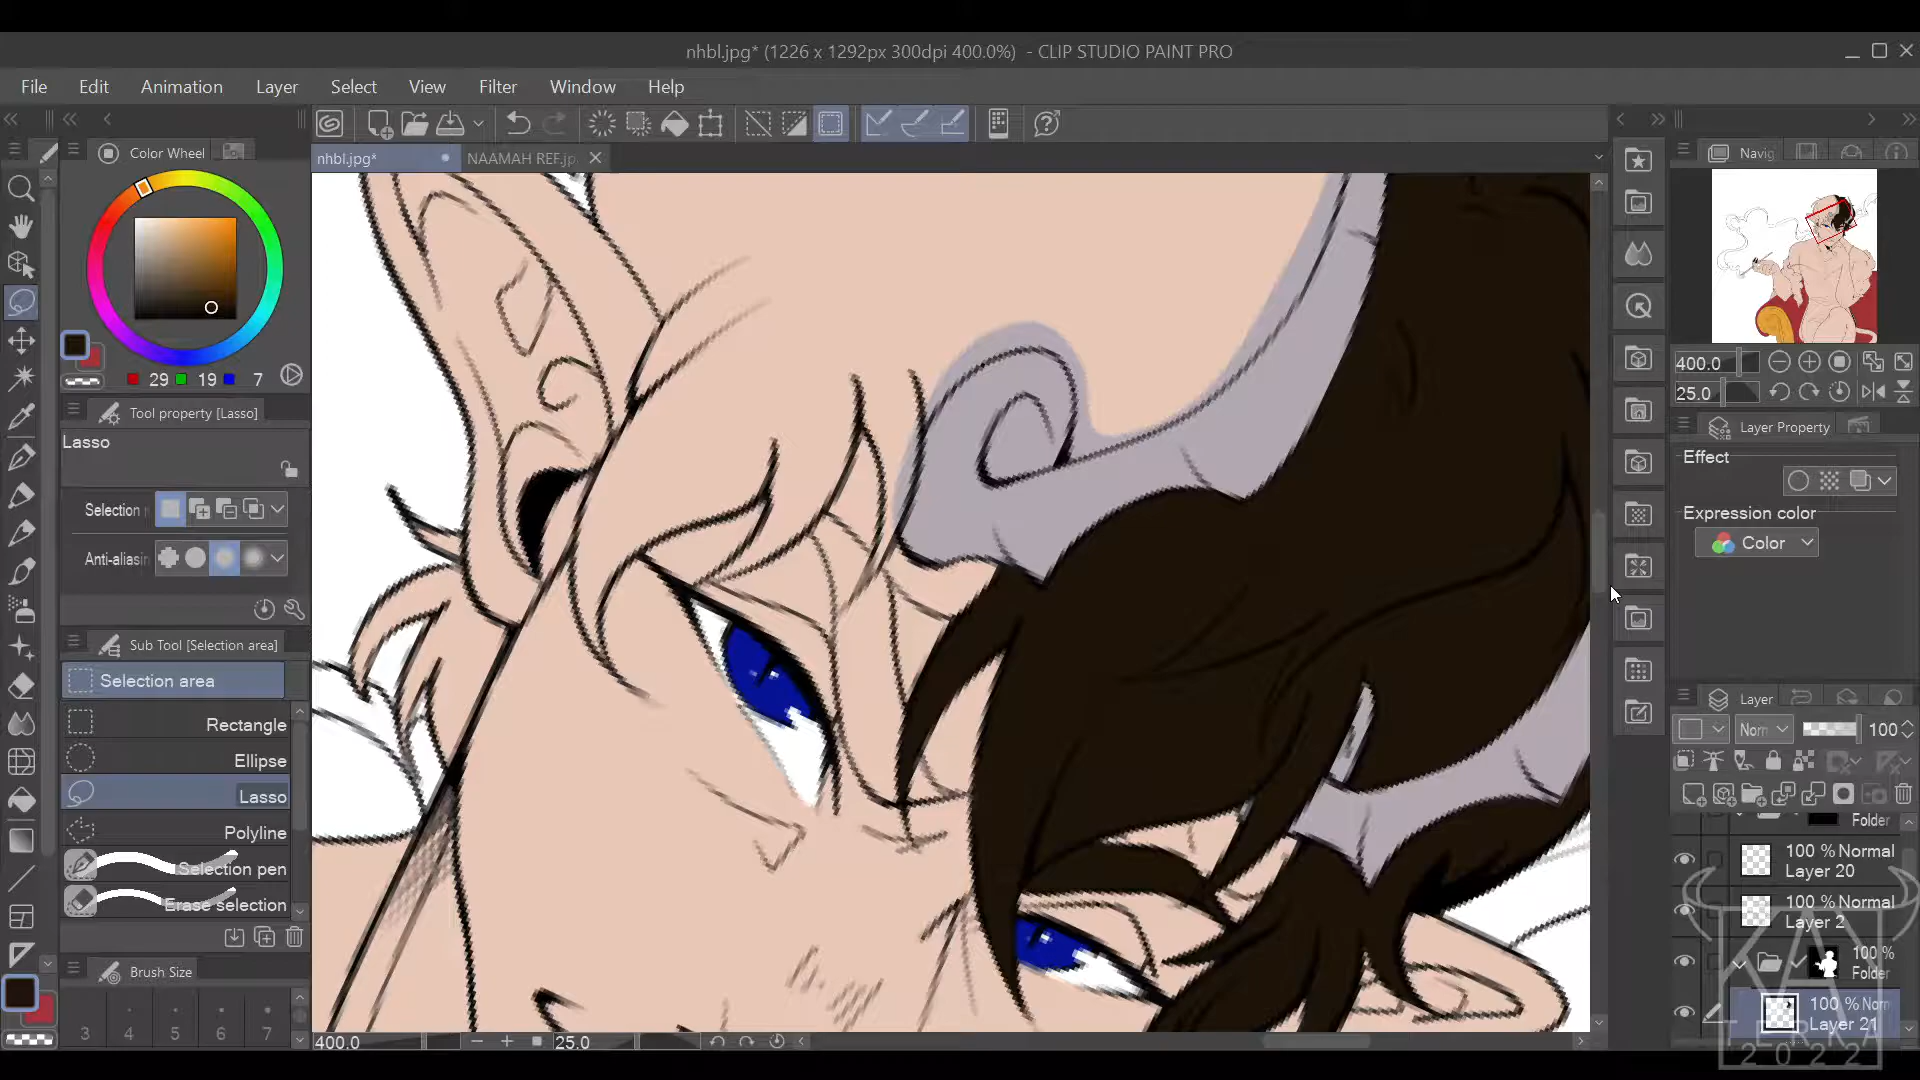 nhbl.jpg* (1226 x 1292px 300dpi 400.0%) - CLIP STUDIO PAINT PRO
File Edit Animation Layer Select View Filter Window Help
nhbl.jpg* NAAMAH REF.jp
Color Wheel
29 19 7
Tool property [Lasso]
Lasso
Selection
Anti-aliasin
Sub Tool [Selection area]
Selection area
Rectangle
Ellipse
Lasso
Polyline
Selection pen
Erase selection
Brush Size
3 4 5 6 7
400.0 25.0
Navig
400.0
25.0
Layer Property
Effect
Expression color
Color
Layer
Norn 100
Folder
100 % Normal
Layer 20
100 % Normal
Layer 2
100 %
Folder
100 % Norn
Layer 21
KAI
2022